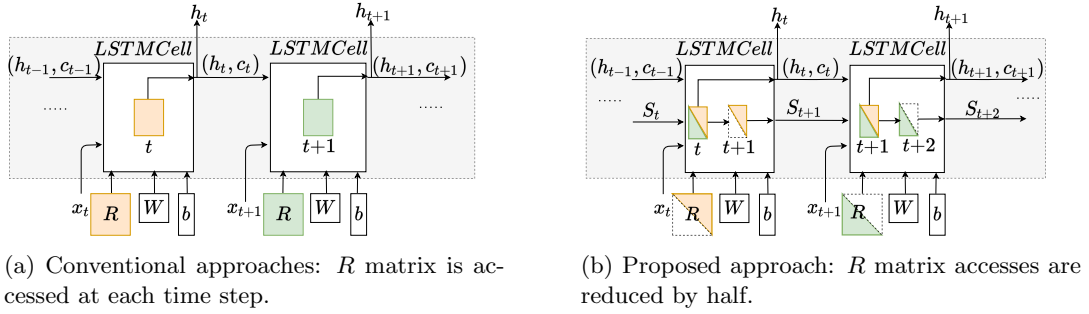 h_t
h_{t+1}
LSTMCell
LSTMCell
(h_{t-1}, c_{t-1})
(h_t, c_t)
(h_{t+1}, c_{t+1})
.....
.....
t
t+1
x_t
R
W
b
x_{t+1}
R
W
b
(a) Conventional approaches: R matrix is ac-
cessed at each time step.
h_t
h_{t+1}
LSTMCell
LSTMCell
(h_{t-1}, c_{t-1})
(h_t, c_t)
(h_{t+1}, c_{t+1})
.....
.....
S_t
S_{t+1}
S_{t+2}
t
t+1
t+1
t+2
x_t
R
W
b
x_{t+1}
R
W
b
(b) Proposed approach: R matrix accesses are
reduced by half.